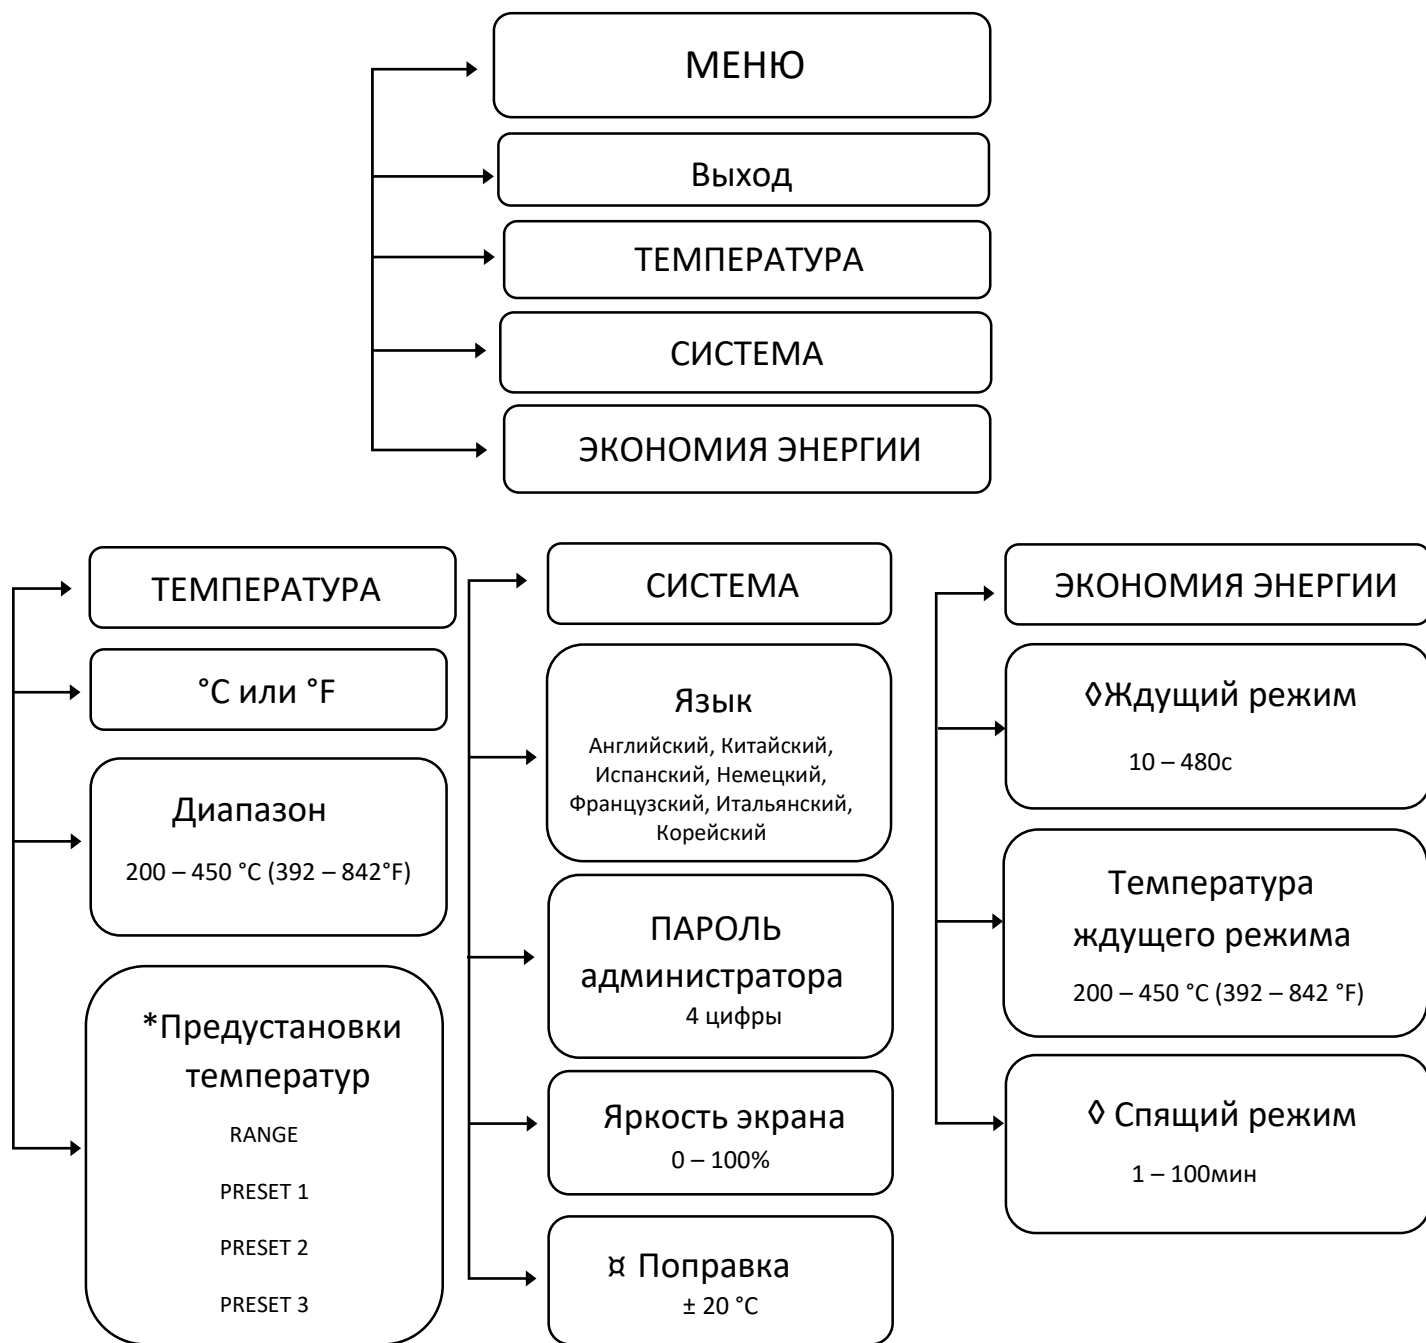 МЕНЮ
Выход
ТЕМПЕРАТУРА
СИСТЕМА
ЭКОНОМИЯ ЭНЕРГИИ
ТЕМПЕРАТУРА
°C или °F
Диапазон
200 – 450 °C (392 – 842°F)
*Предустановки
температур
RANGE
PRESET 1
PRESET 2
PRESET 3
СИСТЕМА
Язык
Английский, Китайский,
Испанский, Немецкий,
Французский, Итальянский,
Корейский
ПАРОЛЬ
администратора
4 цифры
Яркость экрана
0 – 100%
¤ Поправка
± 20 °C
ЭКОНОМИЯ ЭНЕРГИИ
◊Ждущий режим
10 – 480с
Температура
ждущего режима
200 – 450 °C (392 – 842 °F)
◊ Спящий режим
1 – 100мин